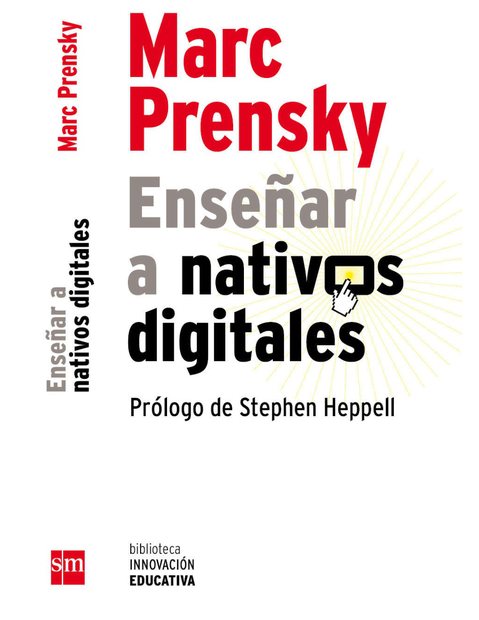 Marc Prensky
Enseñar a
nativos digitales
sm
Marc
Prensky
Enseñar
a nativos
digitales
Prólogo de Stephen Heppell
biblioteca
INNOVACIÓN
EDUCATIVA